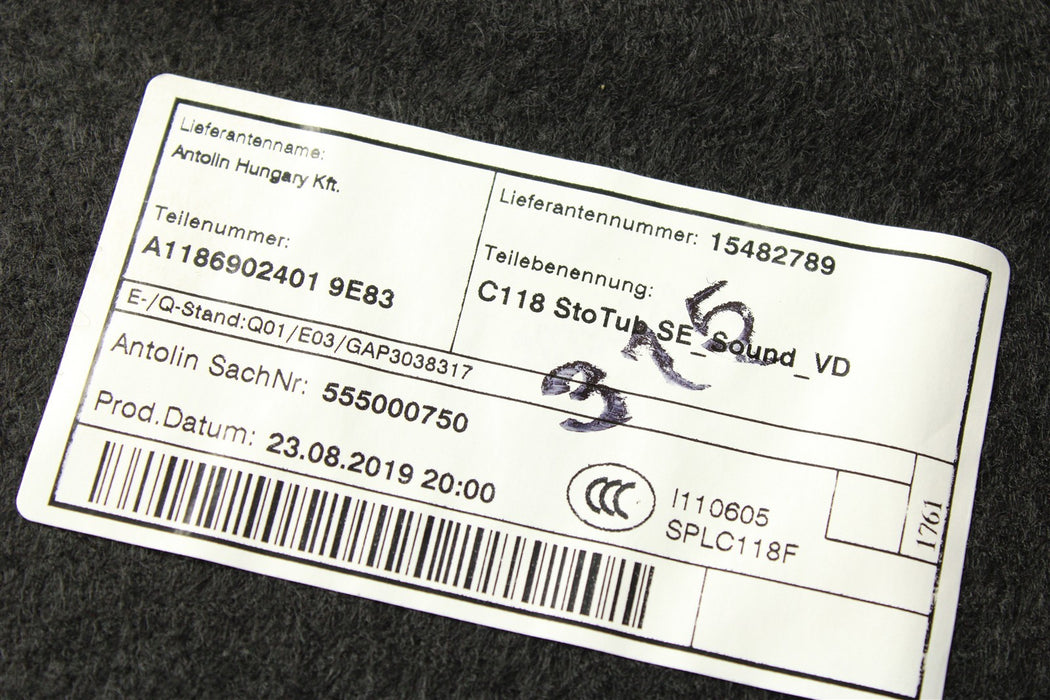 Lieferantenname:
Antolin Hungary Kft.
Lieferantennummer: 15482789
Teilenummer:
A1186902401 9E83
Teilebenennung:
C118 StoTub SE_Sound_VD
E-/Q-Stand:Q01/E03/GAP3038317
Antolin SachNr: 555000750
Prod.Datum: 23.08.2019 20:00
CCC
I110605
SPLC118F
1761